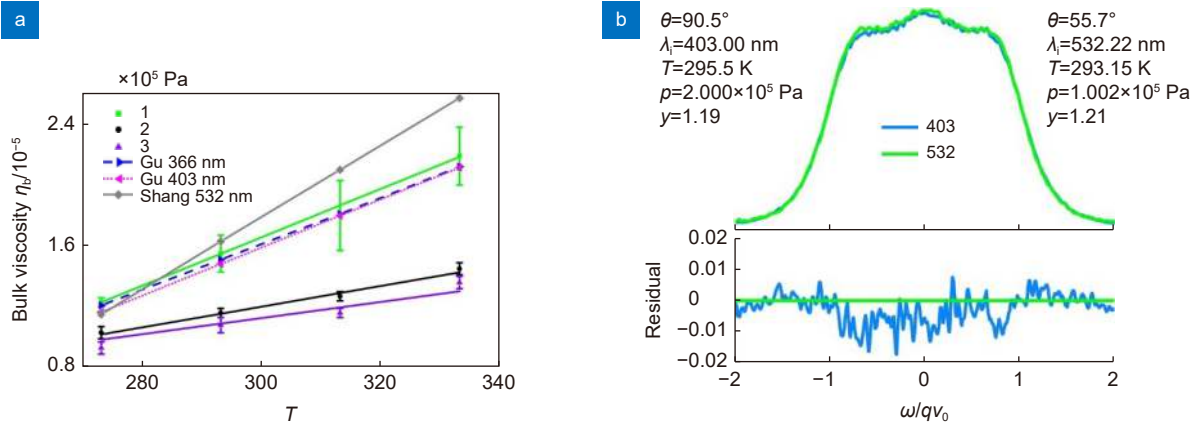 a
×10⁵ Pa
1
2
3
Gu 366 nm
Gu 403 nm
Shang 532 nm
2.4
1.6
0.8
Bulk viscosity ηb/10⁻⁵
280
300
320
340
T
b
θ=90.5°
λi=403.00 nm
T=295.5 K
p=2.000×10⁵ Pa
y=1.19
θ=55.7°
λi=532.22 nm
T=293.15 K
p=1.002×10⁵ Pa
y=1.21
403
532
0.02
0.01
0
−0.01
−0.02
Residual
−2
−1
0
1
2
ω/qv₀